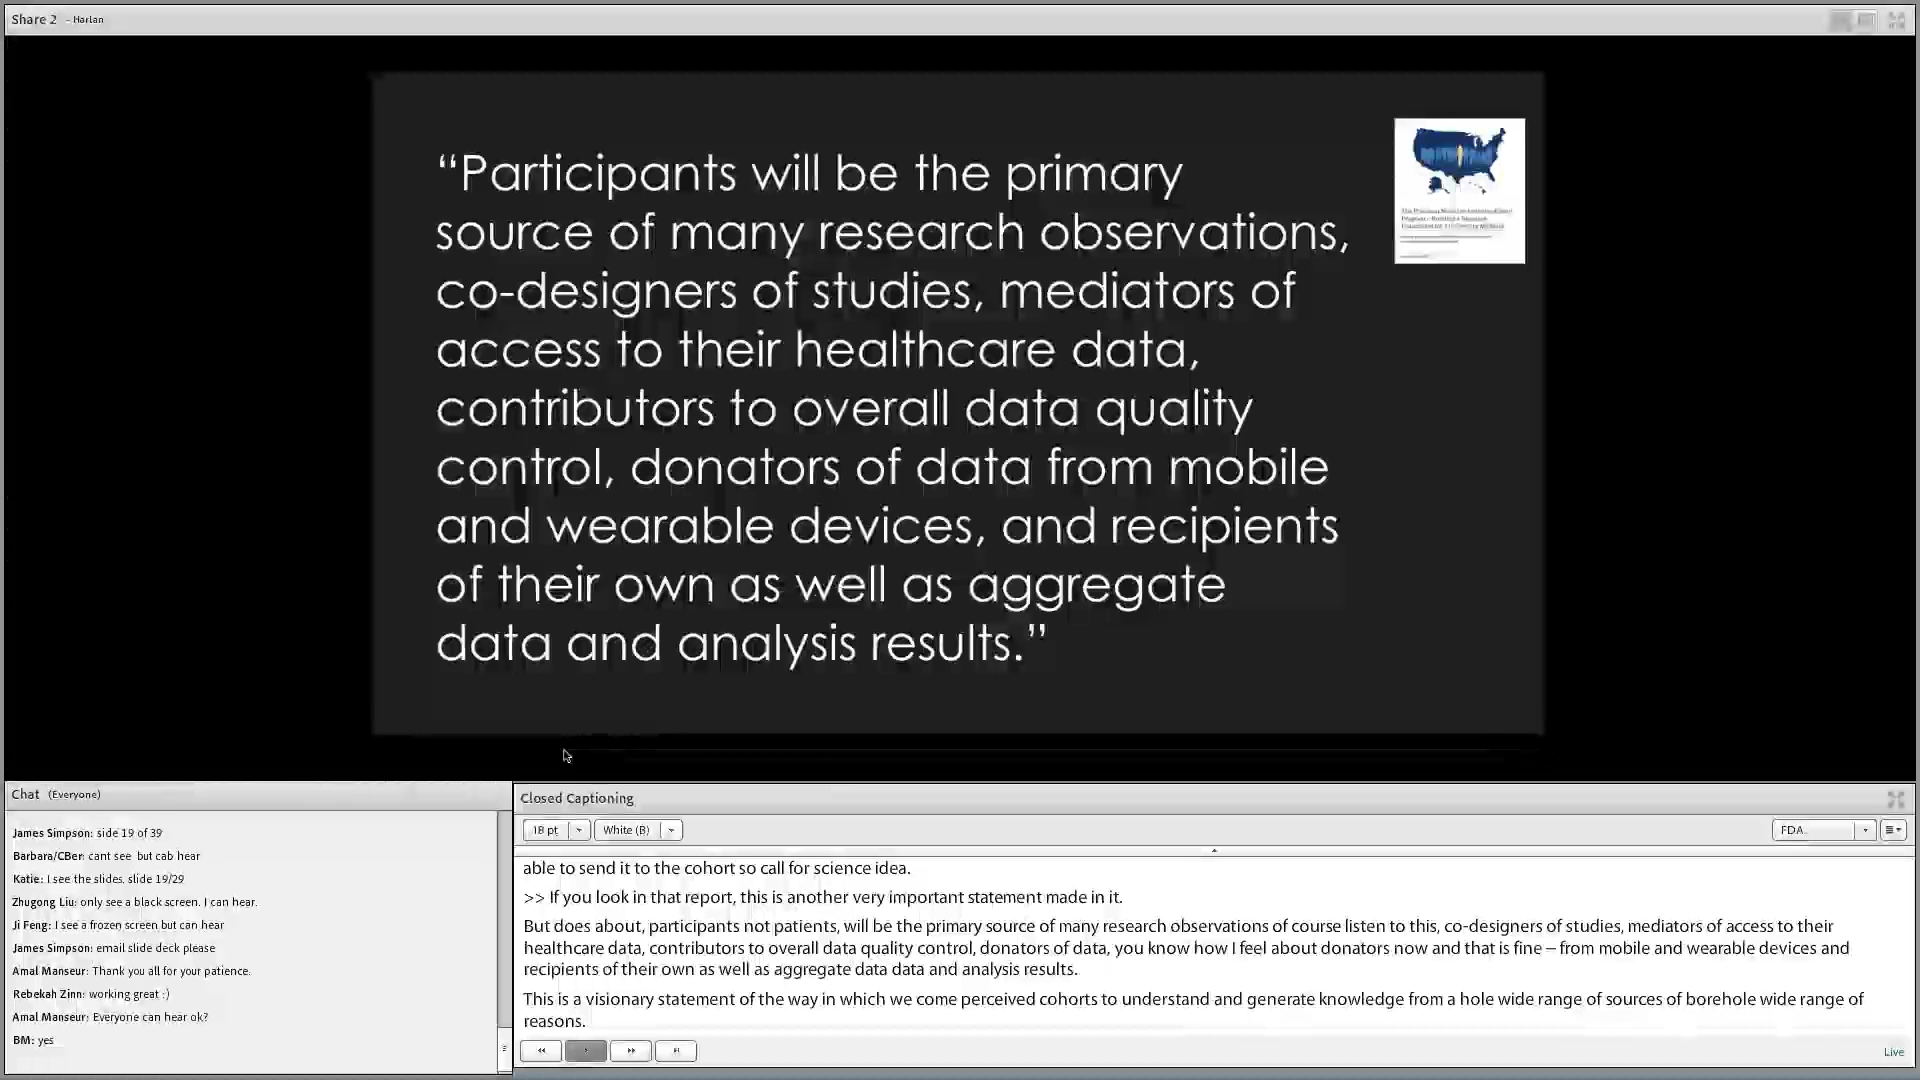 Share 2 - Harlan
“Participants will be the primary
source of many research observations,
co-designers of studies, mediators of
access to their healthcare data,
contributors to overall data quality
control, donators of data from mobile
and wearable devices, and recipients
of their own as well as aggregate
data and analysis results.”
Chat (Everyone)
James Simpson: side 19 of 39
Barbara/CBer: cant see but cab hear
Katie: I see the slides. slide 19/29
Zhugong Liu: only see a black screen. I can hear.
Ji Feng: I see a frozen screen but can hear
James Simpson: email slide deck please
Amal Manseur: Thank you all for your patience.
Rebekah Zinn: working great :)
Amal Manseur: Everyone can hear ok?
BM: yes
Closed Captioning
18 pt White (B) FDA
able to send it to the cohort so call for science idea.
>> If you look in that report, this is another very important statement made in it.
But does about, participants not patients, will be the primary source of many research observations of course listen to this, co-designers of studies, mediators of access to their
healthcare data, contributors to overall data quality control, donators of data, you know how I feel about donators now and that is fine – from mobile and wearable devices and
recipients of their own as well as aggregate data data and analysis results.
This is a visionary statement of the way in which we come perceived cohorts to understand and generate knowledge from a hole wide range of sources of borehole wide range of
reasons.
Live